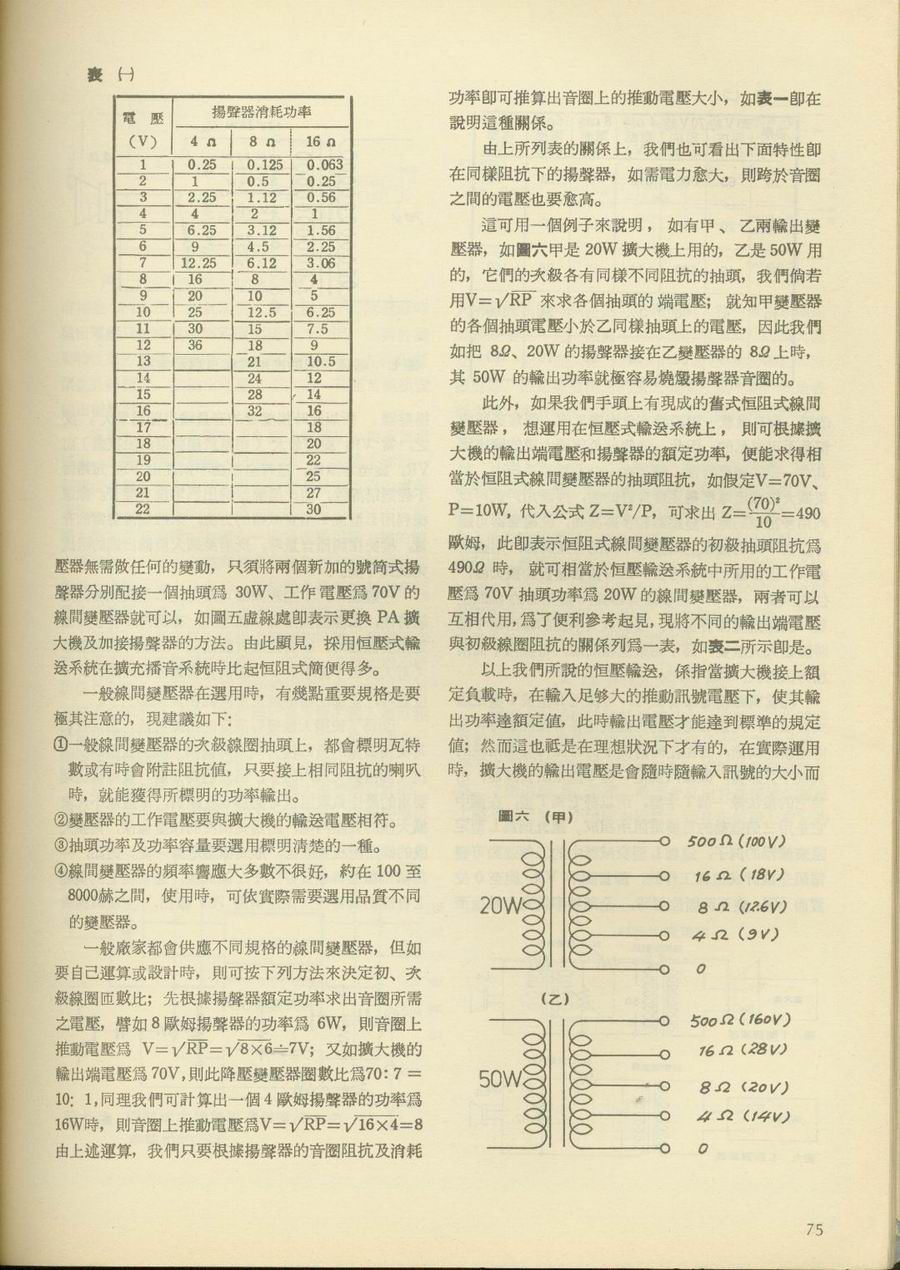 表 ㈠
電 壓 揚聲器消耗功率
(V) 4 Ω 8 Ω 16 Ω
1 0.25 0.125 0.063
2 1 0.5 0.25
3 2.25 1.12 0.56
4 4 2 1
5 6.25 3.12 1.56
6 9 4.5 2.25
7 12.25 6.12 3.06
8 16 8 4
9 20 10 5
10 25 12.5 6.25
11 30 15 7.5
12 36 18 9
13 21 10.5
14 24 12
15 28 14
16 32 16
17 18
18 20
19 22
20 25
21 27
22 30
壓器無需做任何的變動，只須將兩個新加的號筒式揚
聲器分別配接一個抽頭爲 30W、工作電壓爲 70V 的
線間變壓器就可以，如圖五虛線處卽表示更換 PA 擴
大機及加接揚聲器的方法。由此顯見，採用恒壓式輸
送系統在擴充播音系統時比起恒阻式簡便得多。
一般線間變壓器在選用時，有幾點重要規格是要
極其注意的，現建議如下：
①一般線間變壓器的次級線圈抽頭上，都會標明瓦特
數或有時會附註阻抗值，只要接上相同阻抗的喇叭
時，就能獲得所標明的功率輸出。
②變壓器的工作電壓要與擴大機的輸送電壓相符。
③抽頭功率及功率容量要選用標明清楚的一種。
④線間變壓器的頻率響應大多數不很好，約在 100 至
8000赫之間，使用時，可依實際需要選用品質不同
的變壓器。
一般廠家都會供應不同規格的線間變壓器，但如
要自己運算或設計時，則可按下列方法來決定初、次
級線圈匝數比；先根據揚聲器額定功率求出音圈所需
之電壓，譬如 8 歐姆揚聲器的功率爲 6W，則音圈上
推動電壓爲 V=√RP=√8×6≒7V；又如擴大機的
輸出端電壓爲 70V，則此降壓變壓器圈數比爲70：7 =
10：1，同理我們可計算出一個 4 歐姆揚聲器的功率爲
16W時，則音圈上推動電壓爲V=√RP=√16×4=8
由上述運算，我們只要根據揚聲器的音圈阻抗及消耗
功率卽可推算出音圈上的推動電壓大小，如表一卽在
說明這種關係。
由上所列表的關係上，我們也可看出下面特性卽
在同樣阻抗下的揚聲器，如需電力愈大，則跨於音圈
之間的電壓也要愈高。
這可用一個例子來說明，如有甲、乙兩輸出變
壓器，如圖六甲是 20W 擴大機上用的，乙是 50W 用
的，它們的次級各有同樣不同阻抗的抽頭，我們倘若
用V=√RP 來求各個抽頭的端電壓；就知甲變壓器
的各個抽頭電壓小於乙同樣抽頭上的電壓，因此我們
如把 8Ω、20W 的揚聲器接在乙變壓器的 8Ω 上時，
其 50W 的輸出功率就極容易燒燬揚聲器音圈的。
此外，如果我們手頭上有現成的舊式恒阻式線間
變壓器，想運用在恒壓式輸送系統上，則可根據擴
大機的輸出端電壓和揚聲器的額定功率，便能求得相
當於恒阻式線間變壓器的抽頭阻抗，如假定V=70V、
P=10W，代入公式 Z=V²/P，可求出 Z=(70)²/10=490
歐姆，此卽表示恒阻式線間變壓器的初級抽頭阻抗爲
490Ω 時，就可相當於恒壓輸送系統中所用的工作電
壓爲 70V 抽頭功率爲 20W 的線間變壓器，兩者可以
互相代用，爲了便利參考起見，現將不同的輸出端電壓
與初級線圈阻抗的關係列爲一表，如表二所示卽是。
以上我們所說的恒壓輸送，係指當擴大機接上額
定負載時，在輸入足够大的推動訊號電壓下，使其輸
出功率達額定值，此時輸出電壓才能達到標準的規定
值；然而這也祇是在理想狀況下才有的，在實際運用
時，擴大機的輸出電壓是會隨時隨輸入訊號的大小而
圖六 （甲）
20W
500Ω (100V)
16Ω (18V)
8Ω (12.6V)
4Ω (9V)
0
（乙）
50W
500Ω (160V)
16Ω (28V)
8Ω (20V)
4Ω (14V)
0
75